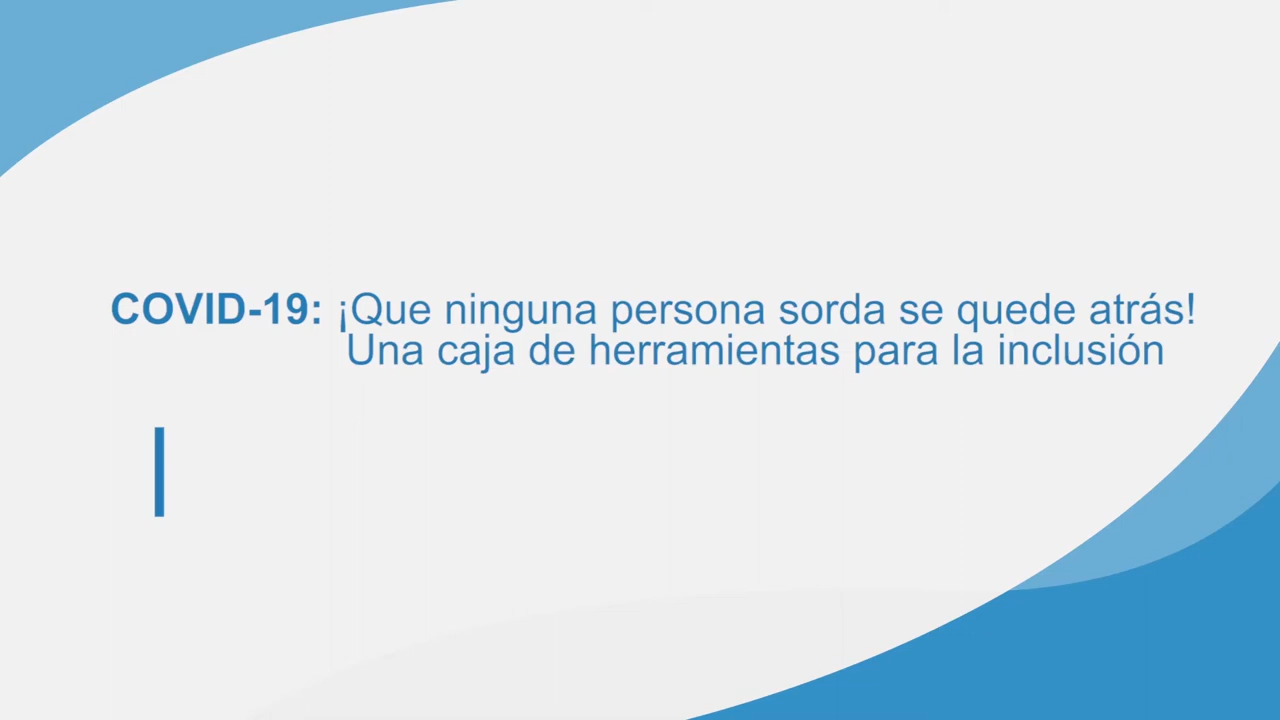 COVID-19: ¡Que ninguna persona sorda se quede atrás!
Una caja de herramientas para la inclusión